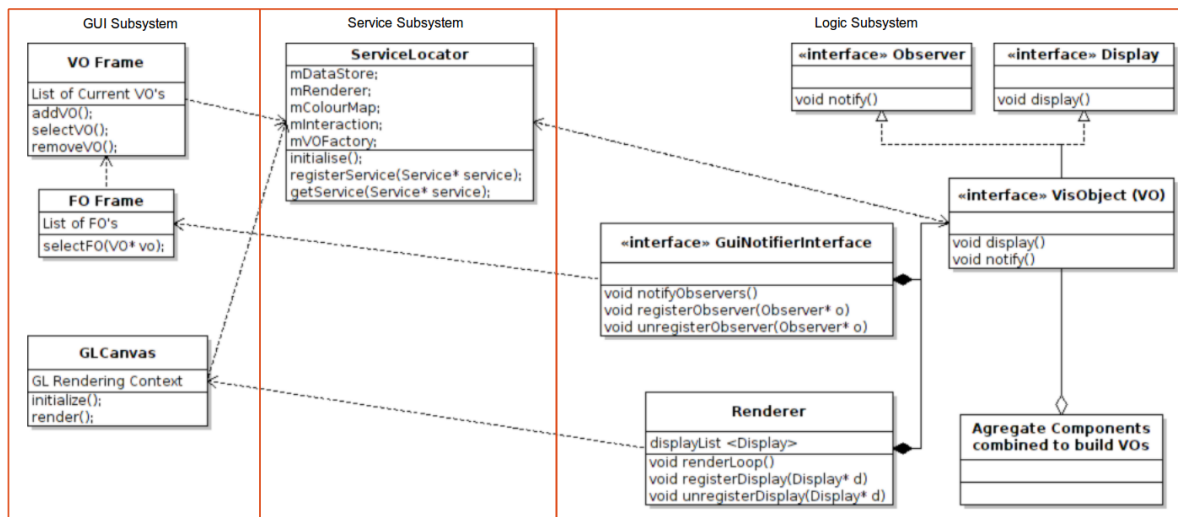 GUI Subsystem
Service Subsystem
Logic Subsystem
VO Frame
List of Current VO's
addVO();
selectVO();
removeVO();
FO Frame
List of FO's
selectFO(VO* vo);
GLCanvas
GL Rendering Context
initialize();
render();
ServiceLocator
mDataStore;
mRenderer;
mColourMap;
mInteraction;
mVOFactory;
initialise();
registerService(Service* service);
getService(Service* service);
«interface» Observer
void notify()
«interface» Display
void display()
«interface» VisObject (VO)
void display()
void notify()
«interface» GuiNotifierInterface
void notifyObservers()
void registerObserver(Observer* o)
void unregisterObserver(Observer* o)
Renderer
displayList <Display>
void renderLoop()
void registerDisplay(Display* d)
void unregisterDisplay(Display* d)
Agregate Components
combined to build VOs